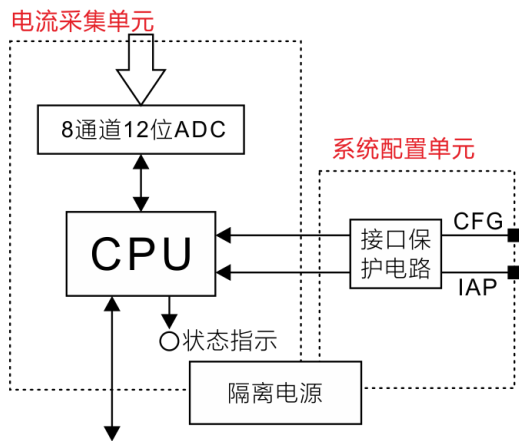 电流采集单元
8通道12位ADC
系统配置单元
CPU
接口保
护电路
CFG
IAP
状态指示
隔离电源